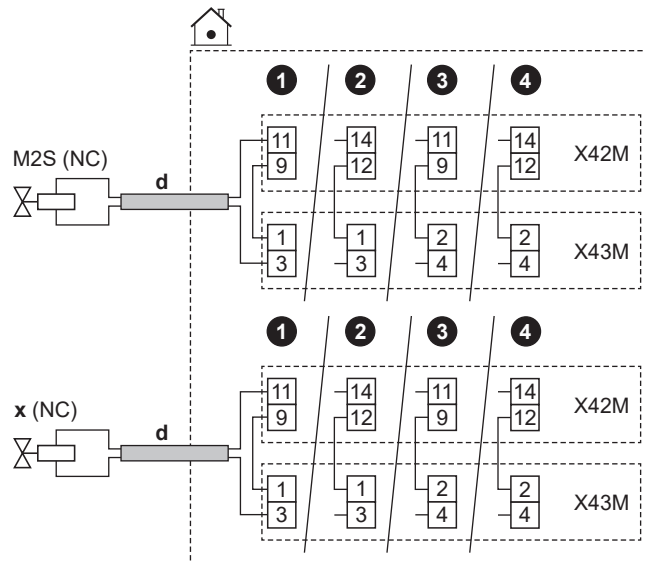 1 2 3 4
11 14 11 14
M2S (NC)
9 12 9 12
X42M
d
1 1 2 2
X43M
3 3 4 4
1 2 3 4
11 14 11 14
X42M
x (NC)
9 12 9 12
d
1 1 2 2
X43M
3 3 4 4